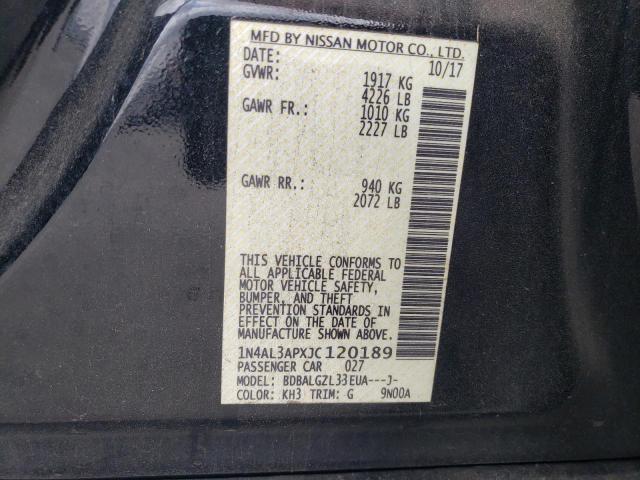 MFD BY NISSAN MOTOR CO., LTD.
DATE: 10/17
GVWR: 1917 KG
4226 LB
GAWR FR.: 1010 KG
2227 LB
GAWR RR.: 940 KG
2072 LB
THIS VEHICLE CONFORMS TO
ALL APPLICABLE FEDERAL
MOTOR VEHICLE SAFETY,
BUMPER, AND THEFT
PREVENTION STANDARDS IN
EFFECT ON THE DATE OF
MANUFACTURE SHOWN ABOVE.
1N4AL3APXJC120189
PASSENGER CAR 027
MODEL: BDBALGZL33EUA---J-
COLOR: KH3 TRIM: G 9N00A